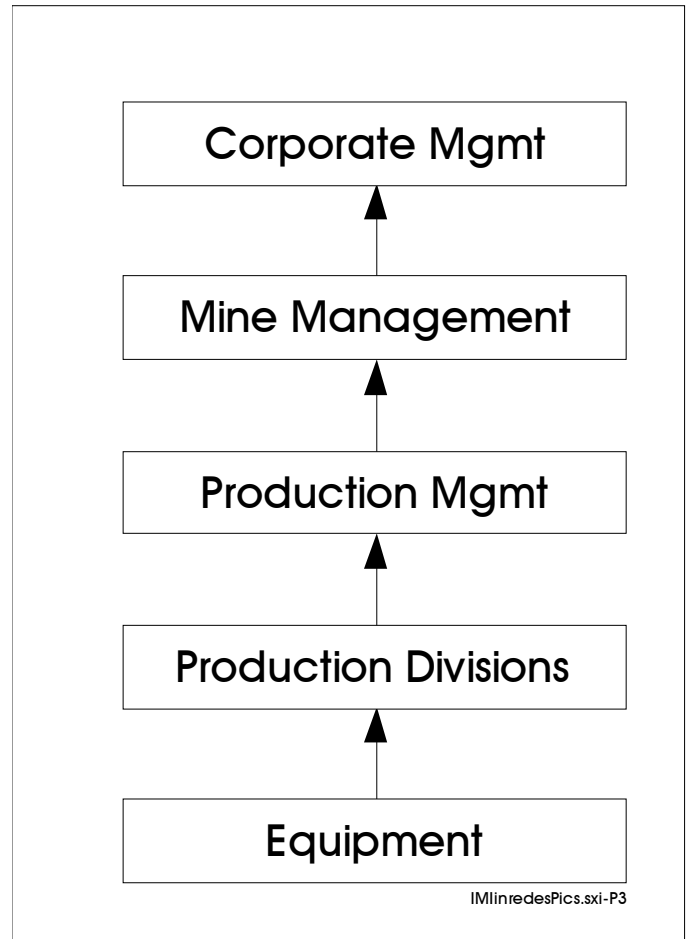 Corporate Mgmt
Mine Management
Production Mgmt
Production Divisions
Equipment
IMIinredesPics.sxi-P3